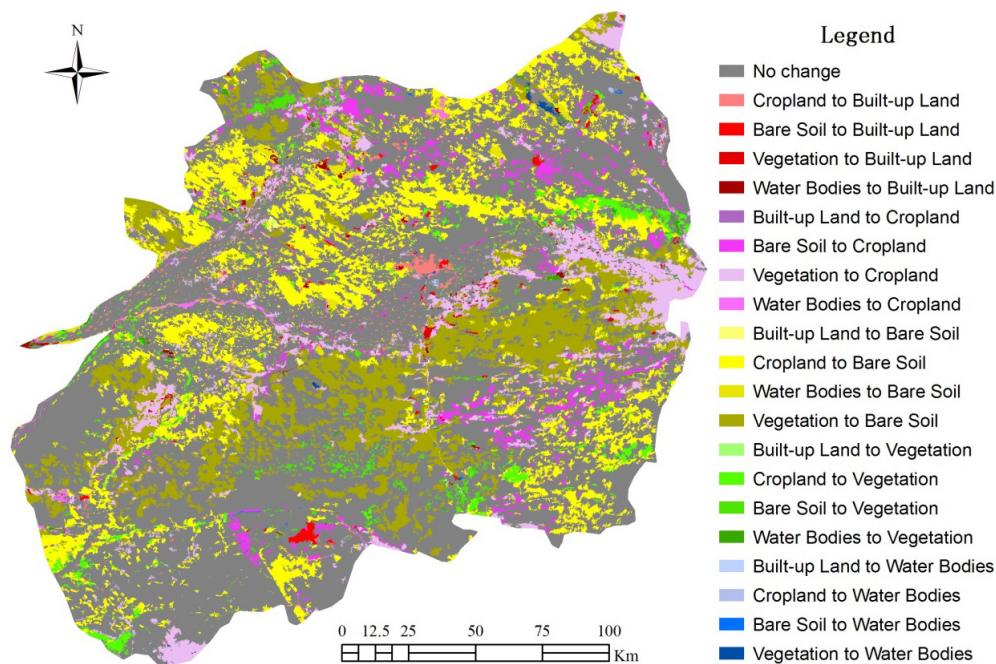 N
Legend
No change
Cropland to Built-up Land
Bare Soil to Built-up Land
Vegetation to Built-up Land
Water Bodies to Built-up Land
Built-up Land to Cropland
Bare Soil to Cropland
Vegetation to Cropland
Water Bodies to Cropland
Built-up Land to Bare Soil
Cropland to Bare Soil
Water Bodies to Bare Soil
Vegetation to Bare Soil
Built-up Land to Vegetation
Cropland to Vegetation
Bare Soil to Vegetation
Water Bodies to Vegetation
Built-up Land to Water Bodies
Cropland to Water Bodies
Bare Soil to Water Bodies
Vegetation to Water Bodies
0 12.5 25 50 75 100
Km